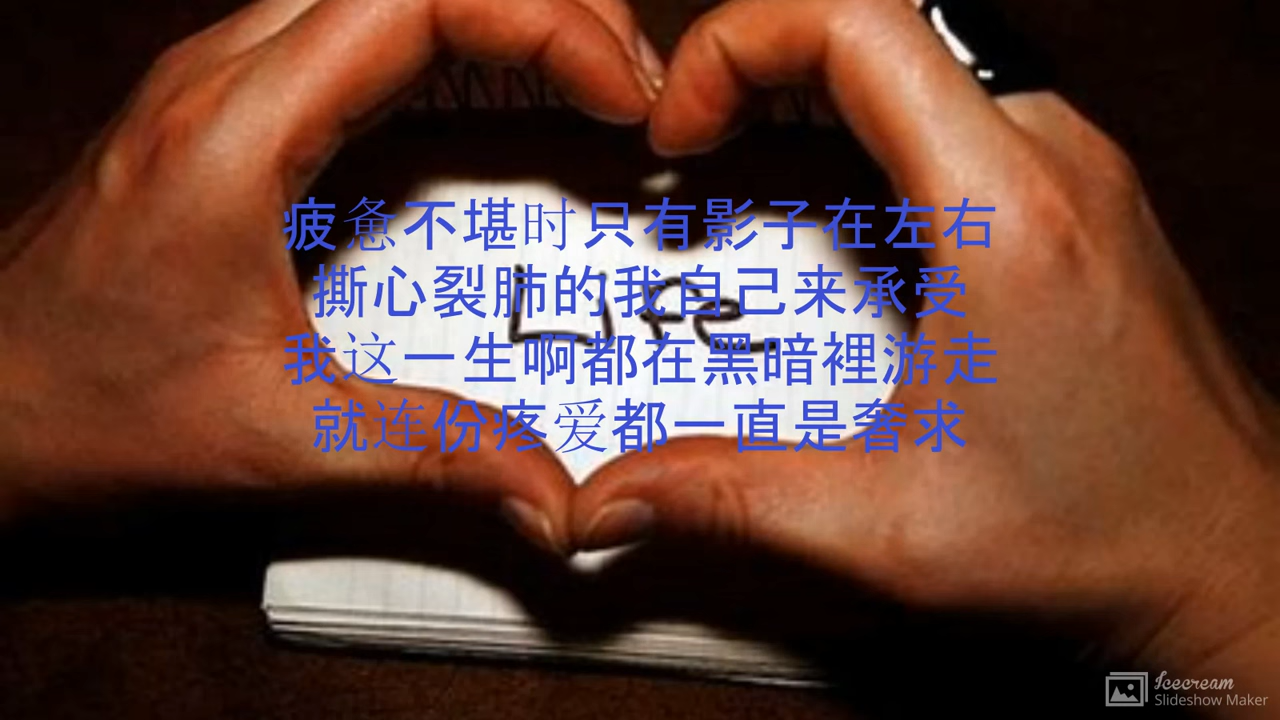 疲惫不堪时只有影子在左右
撕心裂肺的我自己来承受
我这一生啊都在黑暗裡游走
就连份疼爱都一直是奢求
Life
Icecream
Slideshow Maker